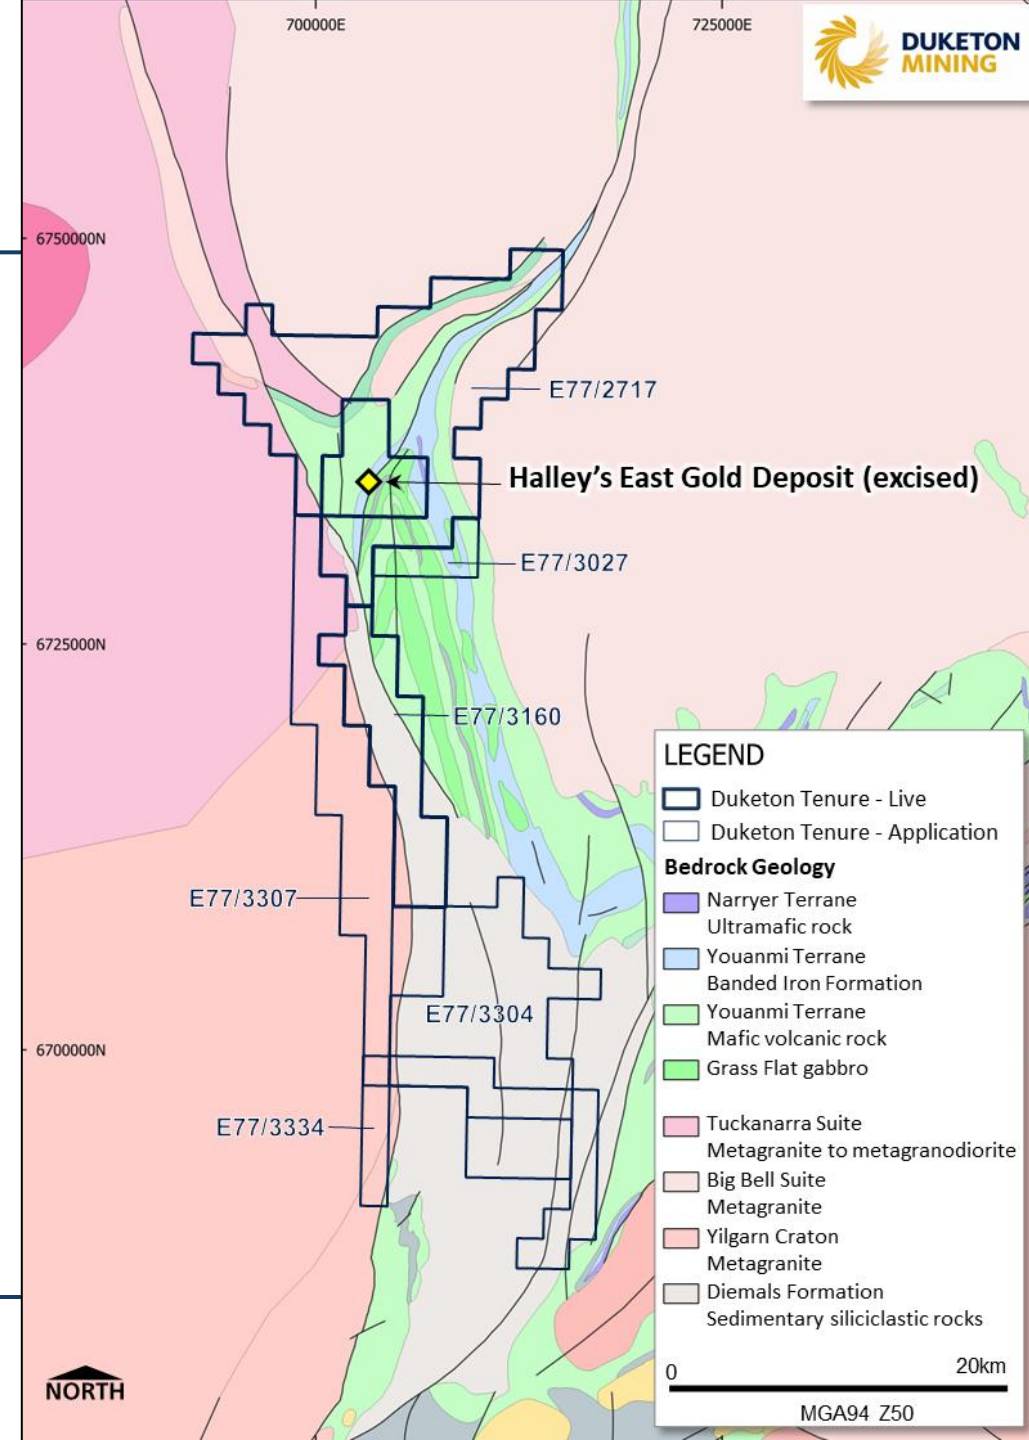 700000E
725000E
DUKETON
MINING
6750000N
E77/2717
Halley's East Gold Deposit (excised)
E77/3027
6725000N
E77/3160
E77/3307
E77/3304
6700000N
E77/3334
LEGEND
Duketon Tenure - Live
Duketon Tenure - Application
Bedrock Geology
Narryer Terrane
Ultramafic rock
Youanmi Terrane
Banded Iron Formation
Youanmi Terrane
Mafic volcanic rock
Grass Flat gabbro
Tuckanarra Suite
Metagranite to metagranodiorite
Big Bell Suite
Metagranite
Yilgarn Craton
Metagranite
Diemals Formation
Sedimentary siliciclastic rocks
0 20km
MGA94 Z50
NORTH